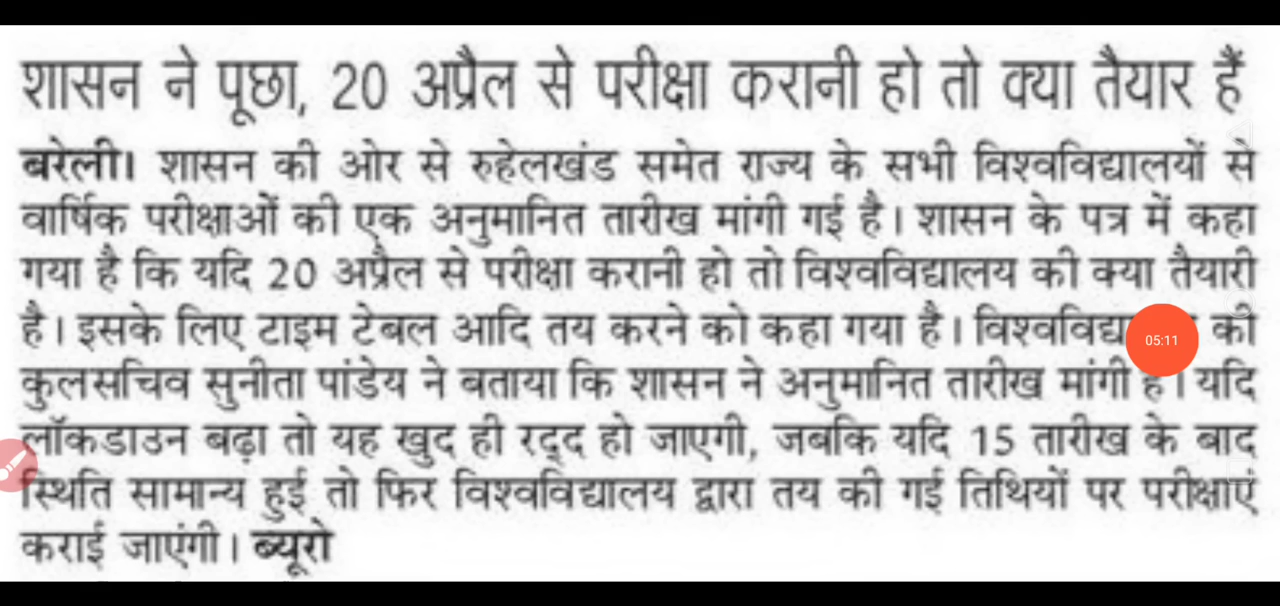 शासन ने पूछा, 20 अप्रैल से परीक्षा करानी हो तो क्या तैयार हैं
बरेली। शासन की ओर से रुहेलखंड समेत राज्य के सभी विश्वविद्यालयों से
वार्षिक परीक्षाओं की एक अनुमानित तारीख मांगी गई है। शासन के पत्र में कहा
गया है कि यदि 20 अप्रैल से परीक्षा करानी हो तो विश्वविद्यालय की क्या तैयारी
है। इसके लिए टाइम टेबल आदि तय करने को कहा गया है। की
05:11
कुलसचिव सुनीता पांडेय ने बताया कि शासन ने अनुमानित तारीख मांगी है। यदि
लॉकडाउन बढ़ा तो यह खुद ही रद्द हो जाएगी, जबकि यदि 15 तारीख के बाद
स्थिति सामान्य हुई तो फिर विश्वविद्यालय द्वारा तय की गई तिथियों पर परीक्षाएं
कराई जाएंगी। ब्यूरो